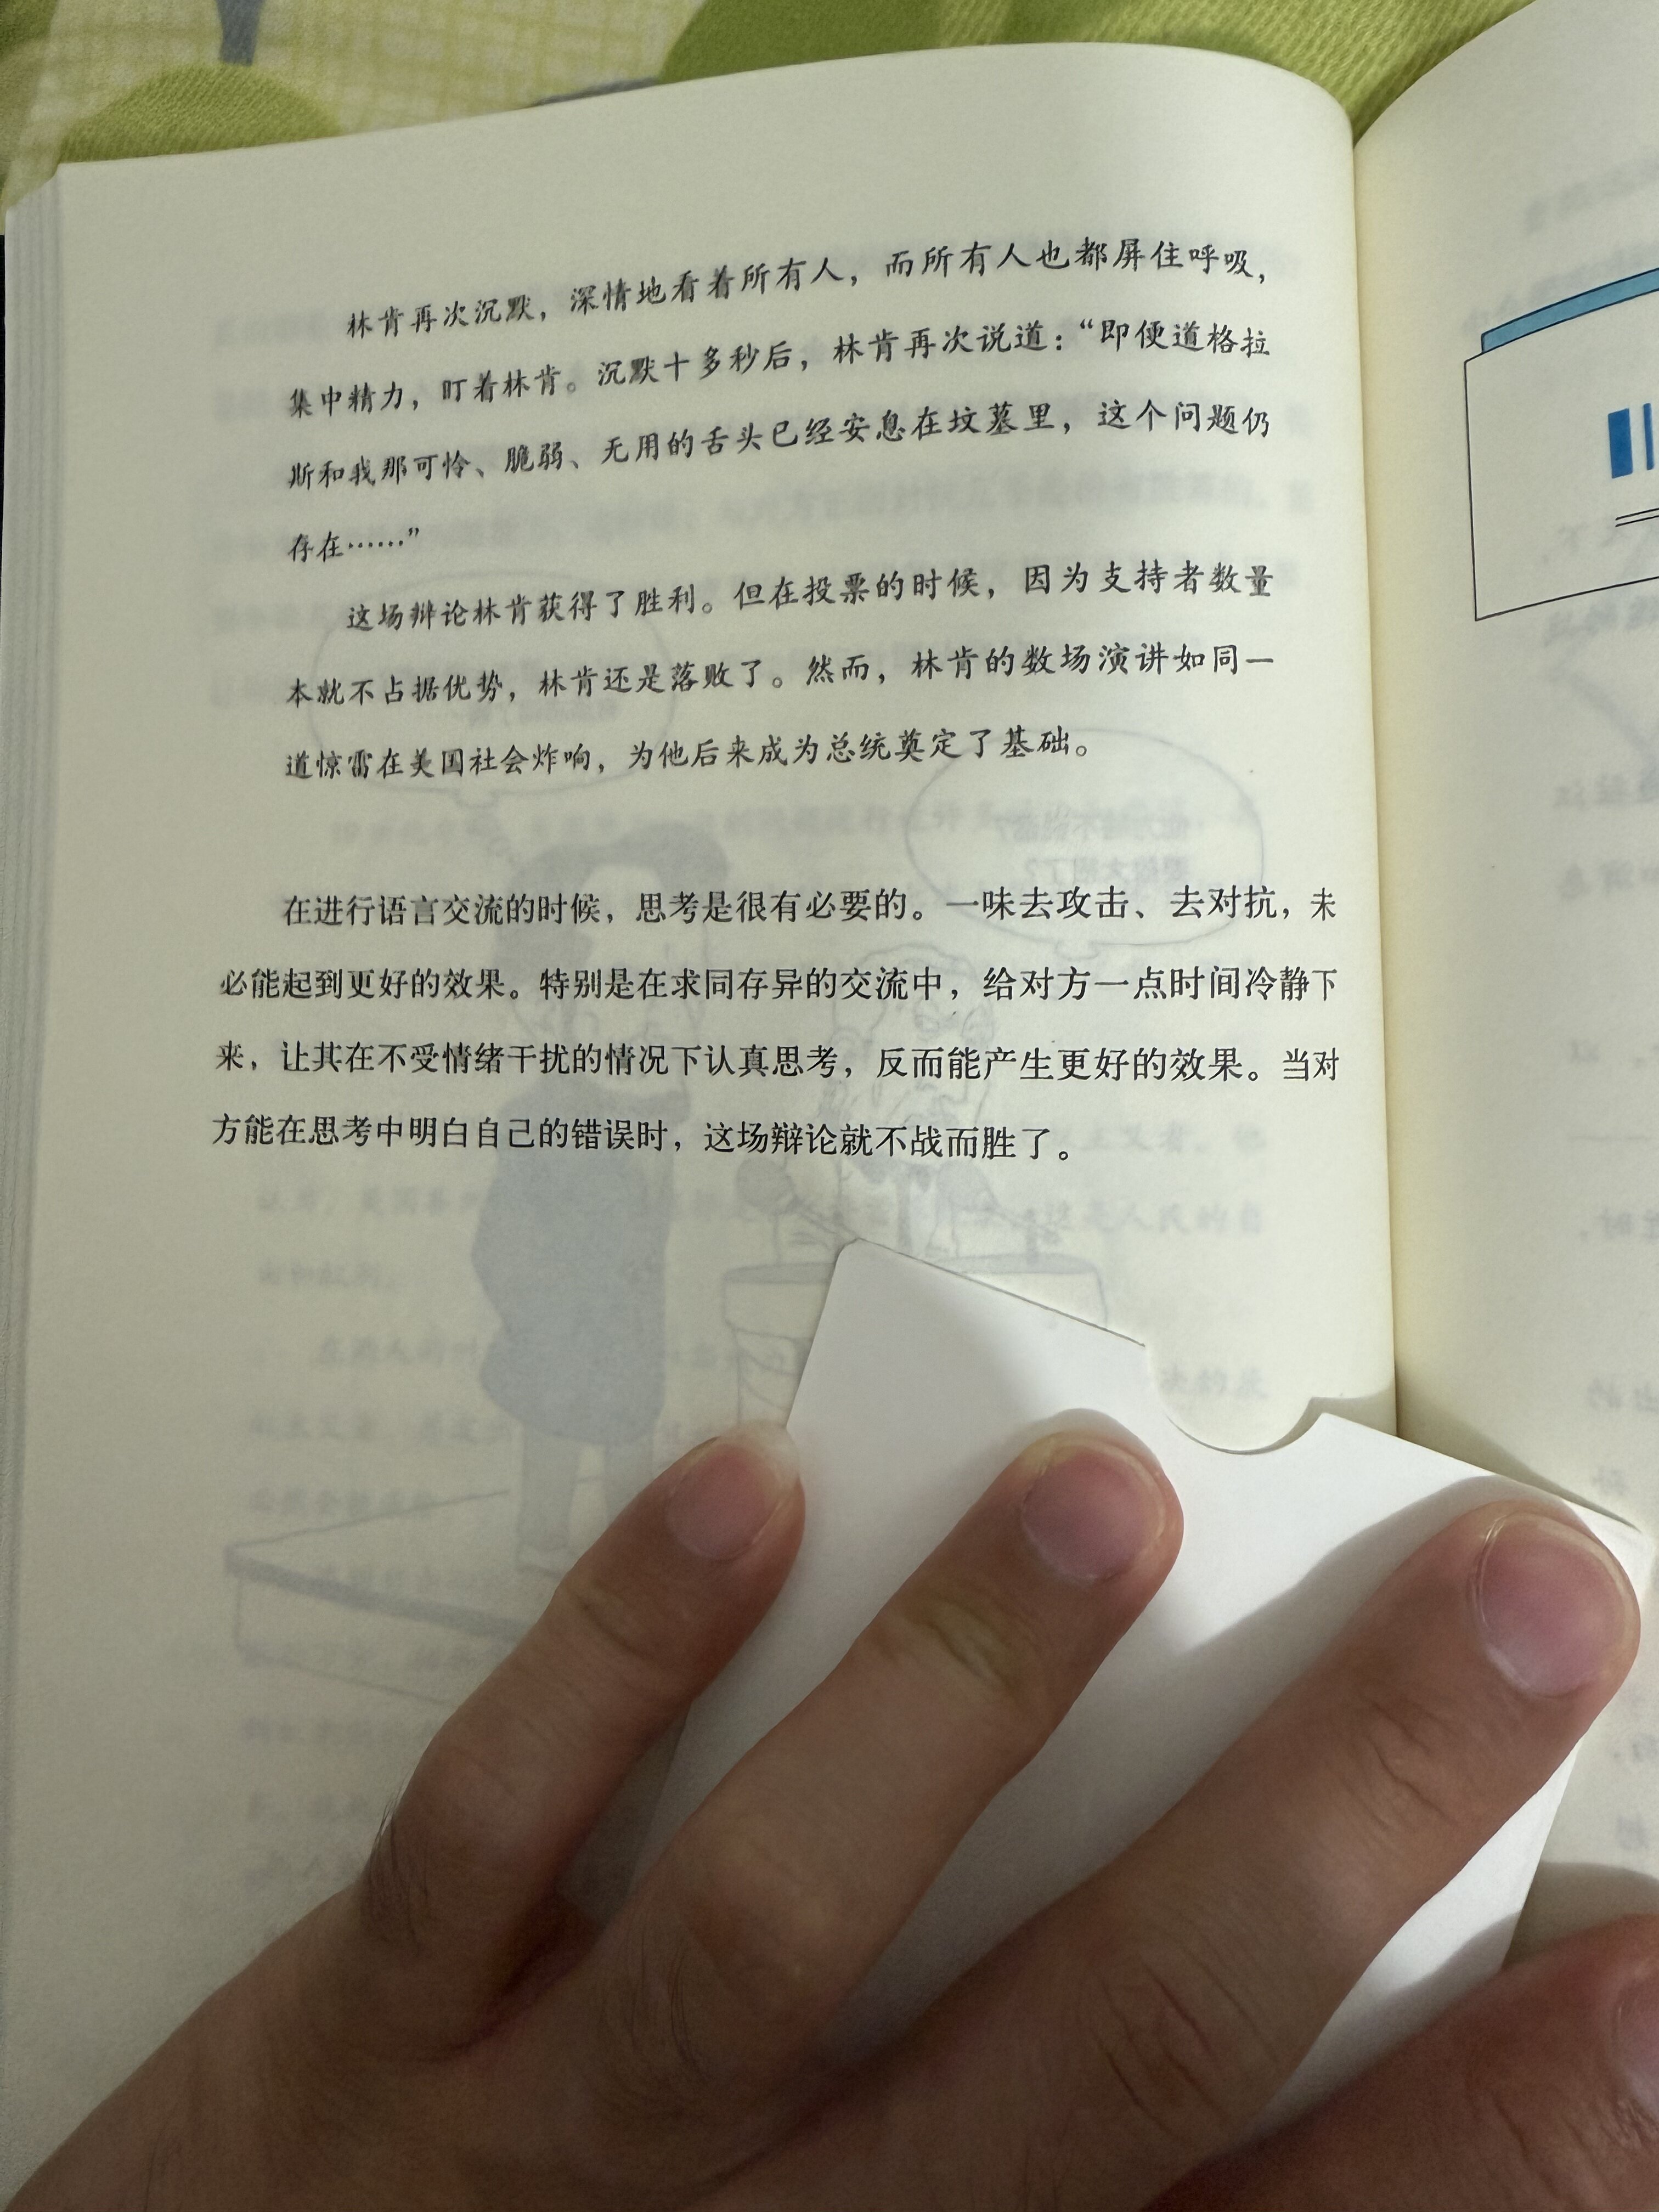 林肯再次沉默，深情地看着所有人，而所有人也都屏住呼吸，
集中精力，盯着林肯。沉默十多秒后，林肯再次说道：“即便道格拉
斯和我那可怜、脆弱、无用的舌头已经安息在坟墓里，这个问题仍
存在……”
这场辩论林肯获得了胜利。但在投票的时候，因为支持者数量
本就不占据优势，林肯还是落败了。然而，林肯的数场演讲如同一
道惊雷在美国社会炸响，为他后来成为总统奠定了基础。
在进行语言交流的时候，思考是很有必要的。一味去攻击、去对抗，未
必能起到更好的效果。特别是在求同存异的交流中，给对方一点时间冷静下
来，让其在不受情绪干扰的情况下认真思考，反而能产生更好的效果。当对
方能在思考中明白自己的错误时，这场辩论就不战而胜了。